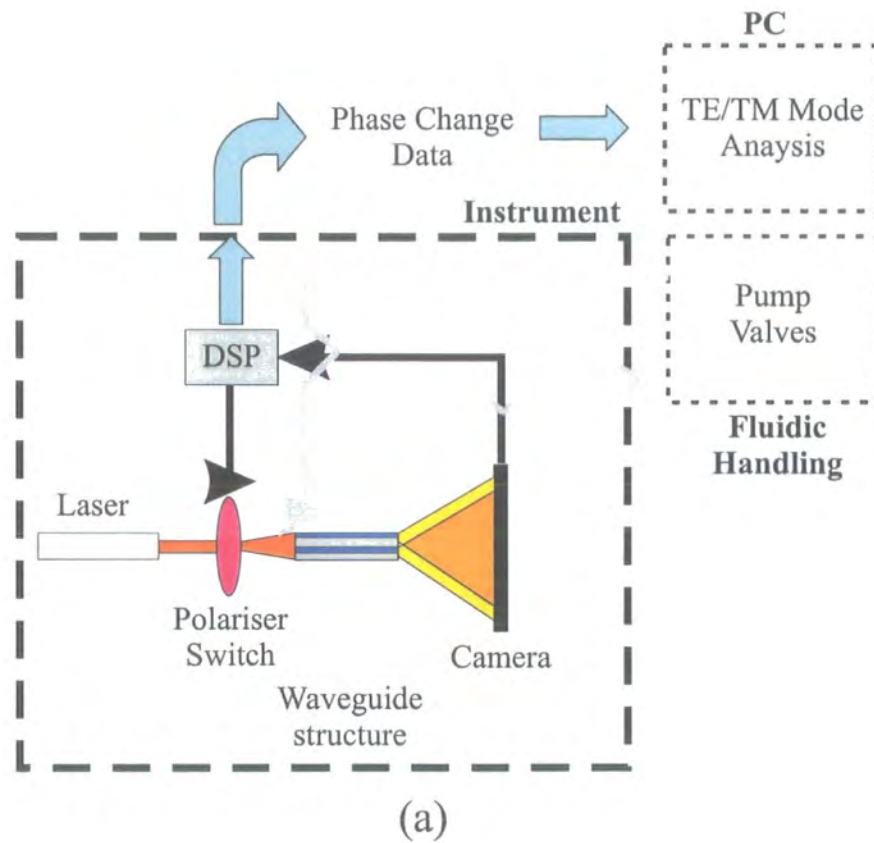 PC
TE/TM Mode
Anaysis
Phase Change
Data
Instrument
Pump
Valves
Fluidic
Handling
DSP
Laser
Polariser
Switch
Camera
Waveguide
structure
(a)